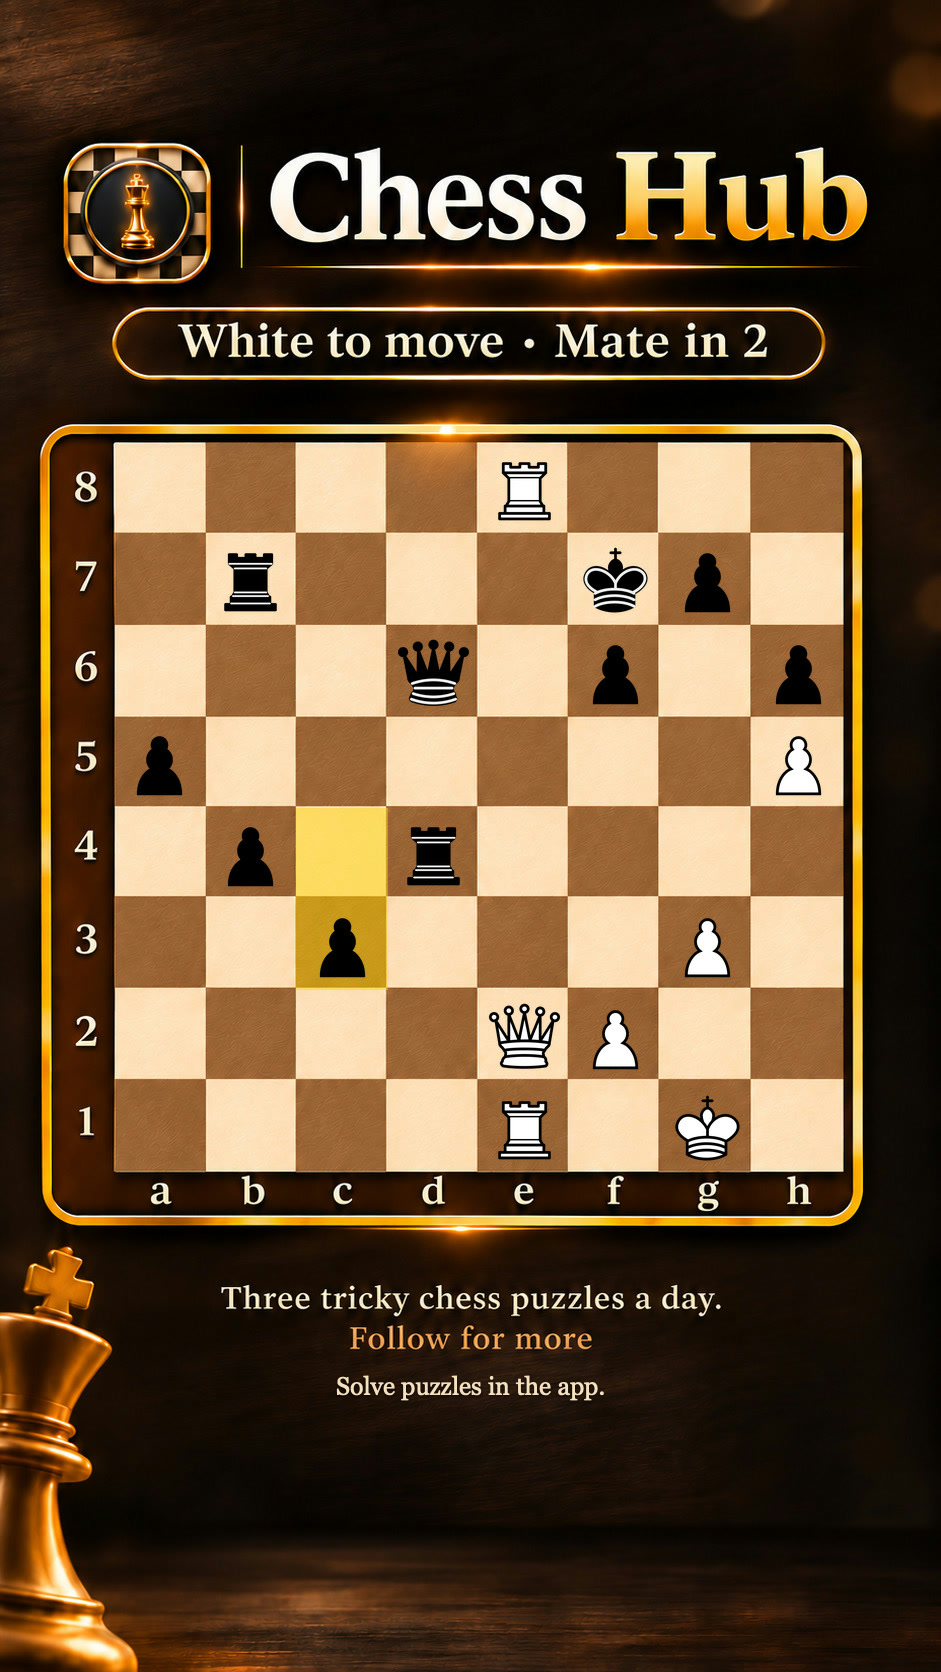 Chess Hub
White to move • Mate in 2
8
7
6
5
4
3
2
1
a b c d e f g h
Three tricky chess puzzles a day.
Follow for more
Solve puzzles in the app.